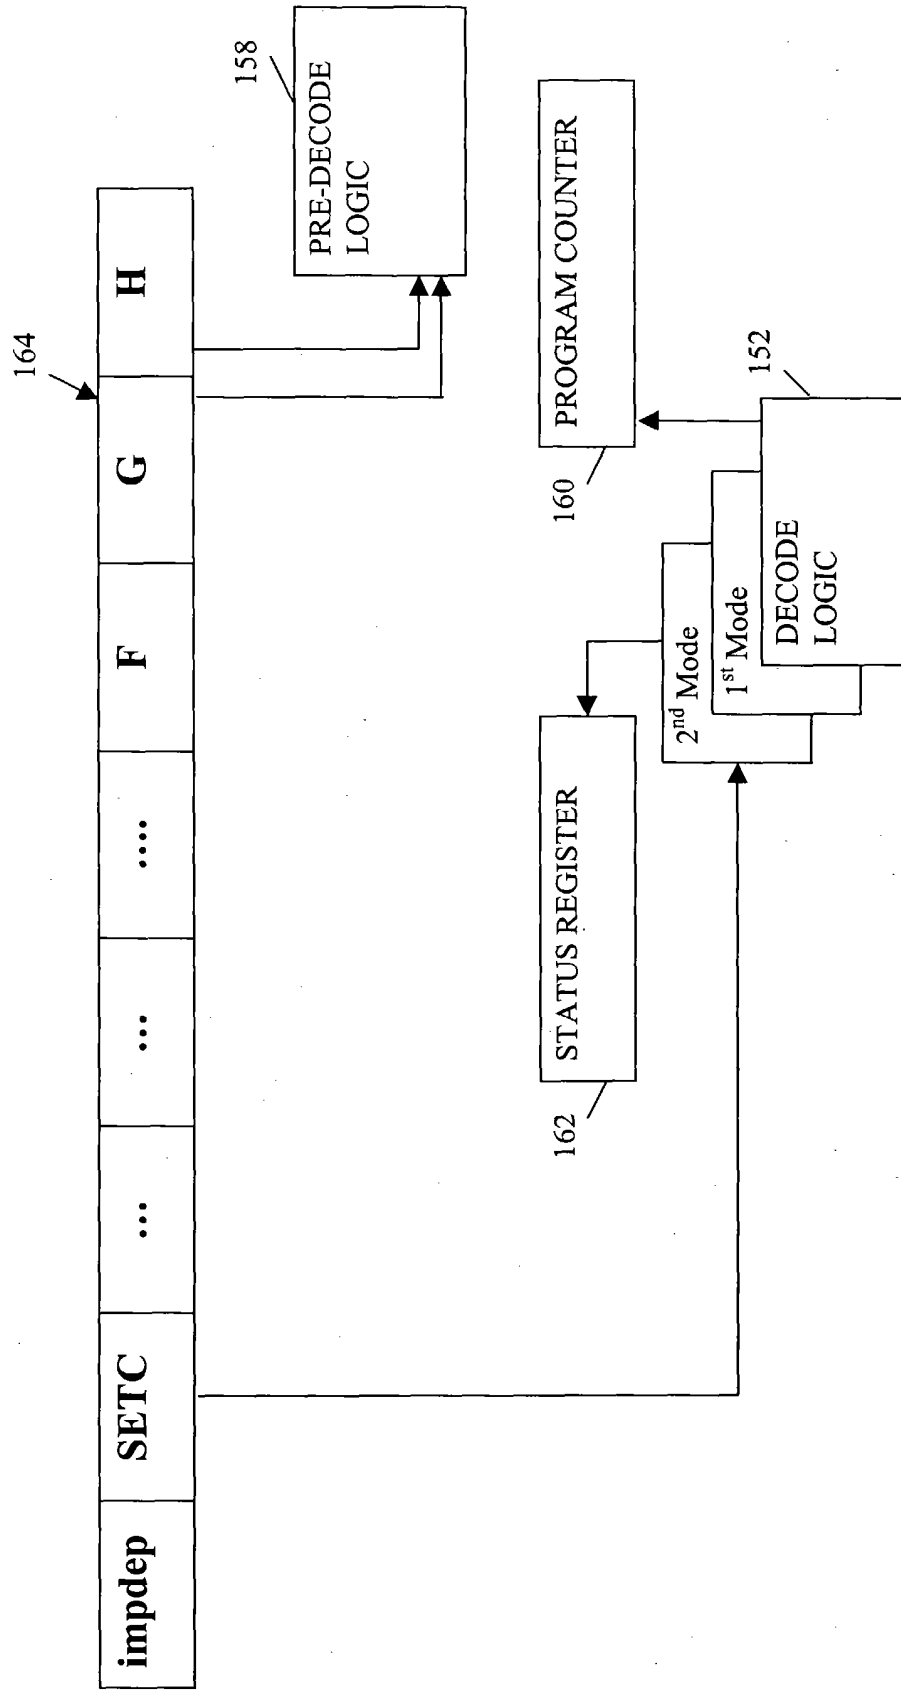 164
impdep SETC ... ... .... F G H
158
PRE-DECODE
LOGIC
STATUS REGISTER
162
PROGRAM COUNTER
160
2nd Mode
1st Mode
152
DECODE
LOGIC